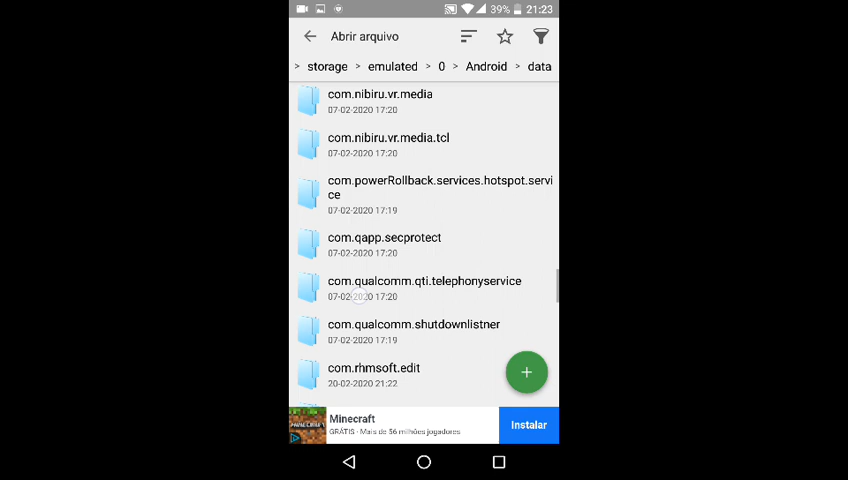 39% 21:23
Abrir arquivo
> storage > emulated > 0 > Android > data
com.nibiru.vr.media
07-02-2020 17:20
com.nibiru.vr.media.tcl
07-02-2020 17:20
com.powerRollback.services.hotspot.servi
ce
07-02-2020 17:19
com.qapp.secprotect
07-02-2020 17:20
com.qualcomm.qti.telephonyservice
07-02-2020 17:20
com.qualcomm.shutdownlistner
07-02-2020 17:19
com.rhmsoft.edit
20-02-2020 21:22
Minecraft
GRÁTIS · Mais de 56 milhões jogadores
Instalar